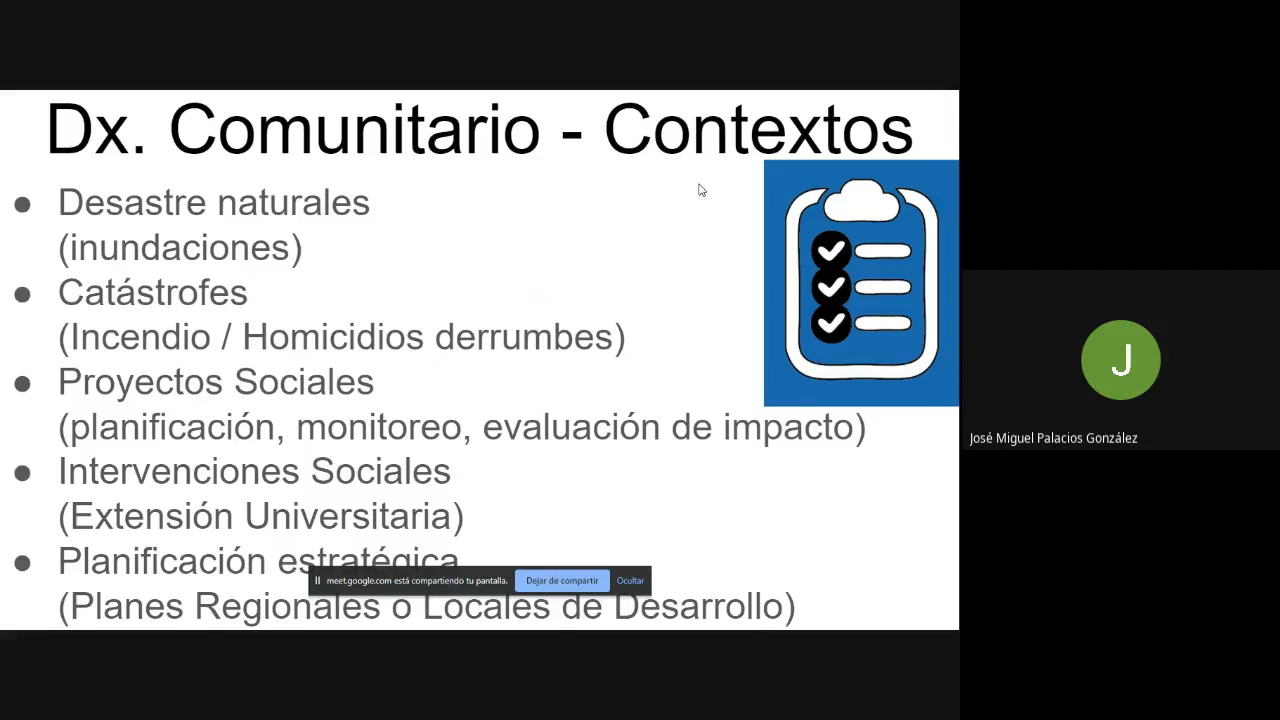 Dx. Comunitario - Contextos
● Desastre naturales
(inundaciones)
● Catástrofes
(Incendio / Homicidios derrumbes)
● Proyectos Sociales
(planificación, monitoreo, evaluación de impacto)
● Intervenciones Sociales
(Extensión Universitaria)
● Planificación estratégica
meet.google.com está compartiendo tu pantalla. Dejar de compartir Ocultar
(Planes Regionales o Locales de Desarrollo)
J
José Miguel Palacios González